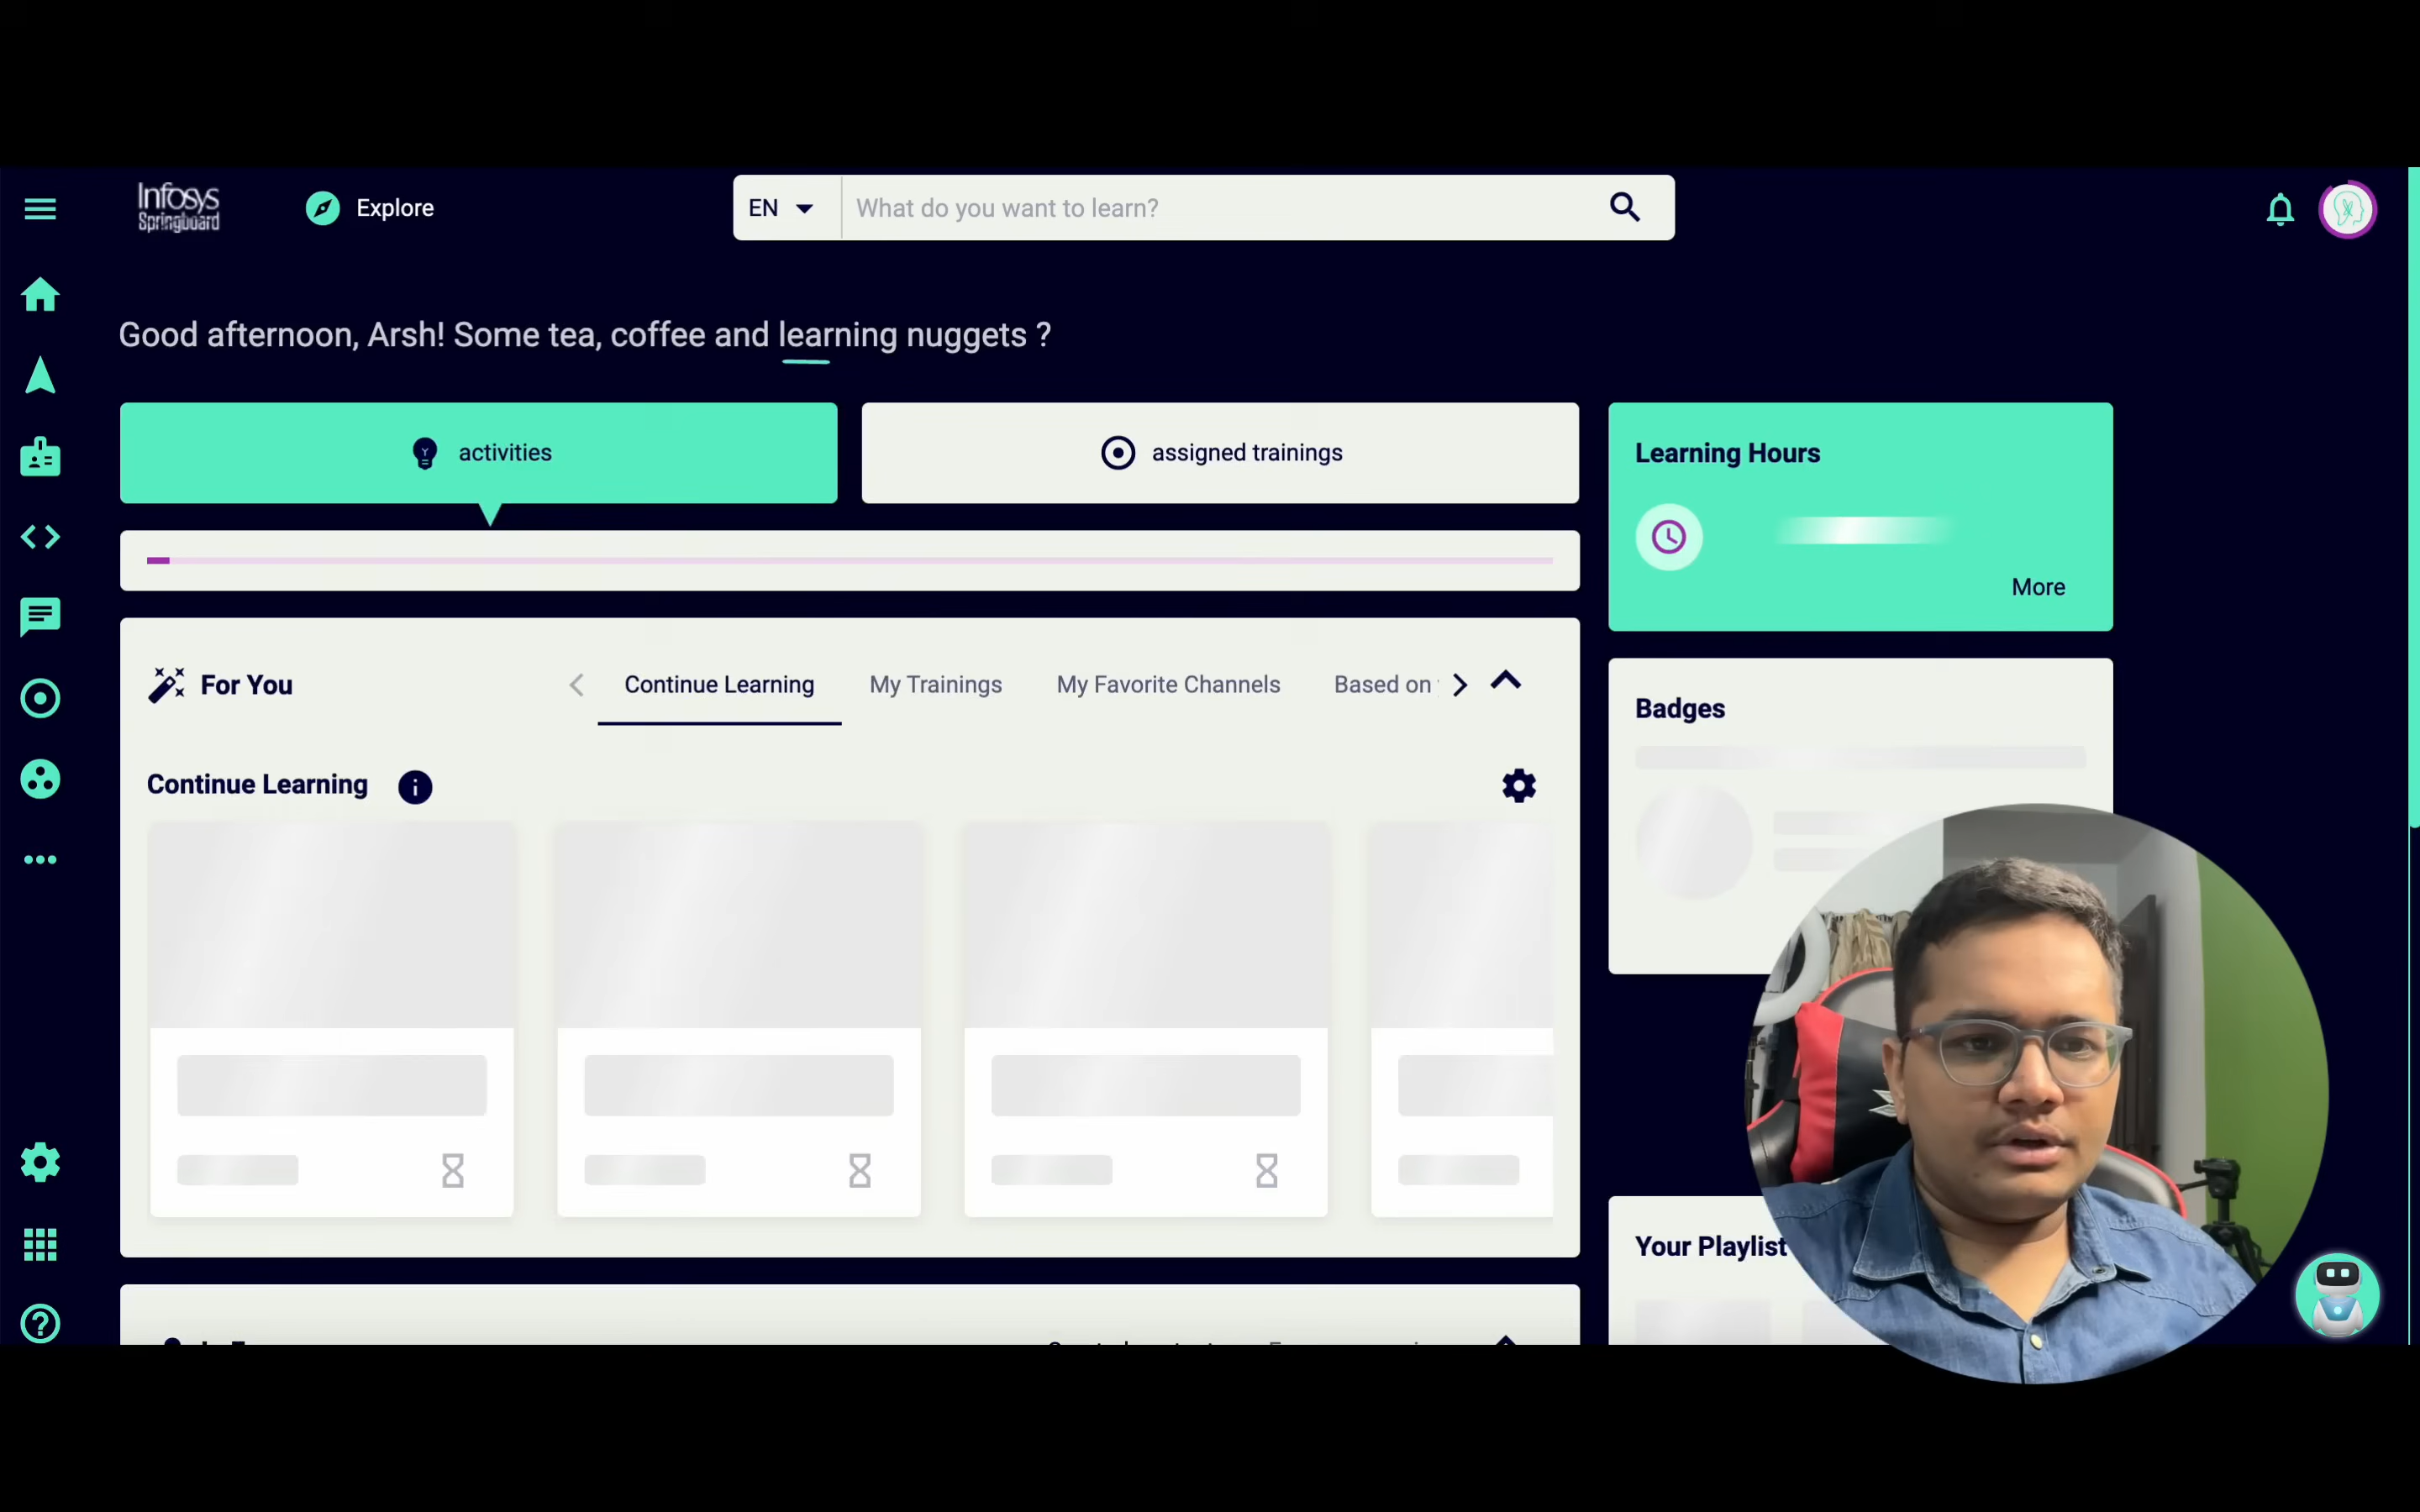 Infosys
Springboard
Explore
EN
What do you want to learn?
Good afternoon, Arsh! Some tea, coffee and learning nuggets ?
activities
assigned trainings
Learning Hours
More
For You
Continue Learning
My Trainings
My Favorite Channels
Based on
Badges
Continue Learning
Your Playlist